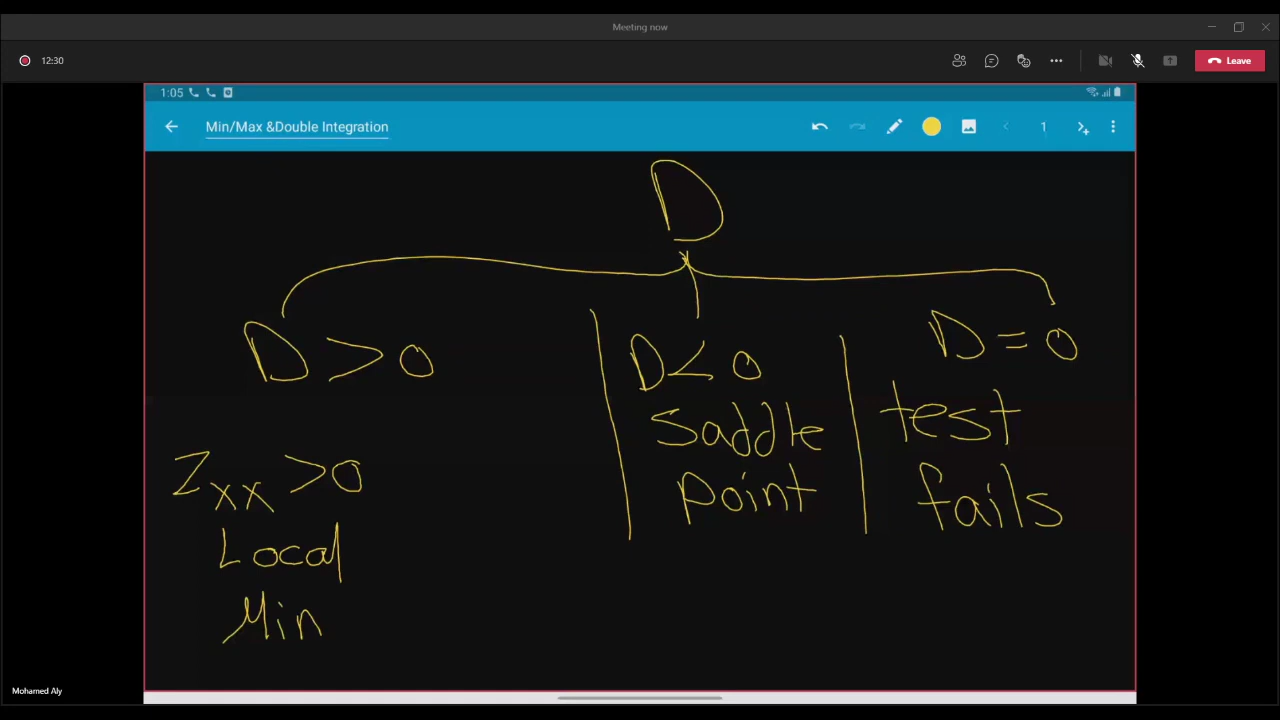 Meeting now
12:30
Leave
1:05
Min/Max &Double Integration
1
D
D > 0
Z_xx > 0
Local
Min
D < 0
Saddle
point
D = 0
test
fails
Mohamed Aly